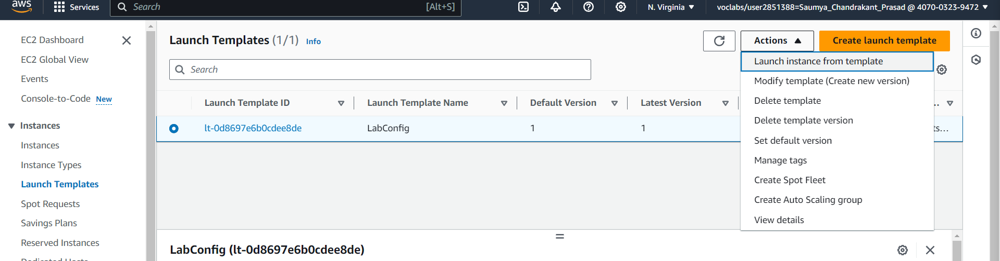 aws Services Search [Alt+S] N. Virginia voclabs/user2851388=Saumya_Chandrakant_Prasad @ 4070-0323-9472
EC2 Dashboard
EC2 Global View
Events
Console-to-Code New
Instances
Instances
Instance Types
Launch Templates
Spot Requests
Savings Plans
Reserved Instances
Dedicated Hosts
Launch Templates (1/1) Info
Actions
Create launch template
Search
Launch Template ID Launch Template Name Default Version Latest Version ...
lt-0d8697e6b0cdee8de LabConfig 1 1 ts...
Launch instance from template
Modify template (Create new version)
Delete template
Delete template version
Set default version
Manage tags
Create Spot Fleet
Create Auto Scaling group
View details
LabConfig (lt-0d8697e6b0cdee8de)